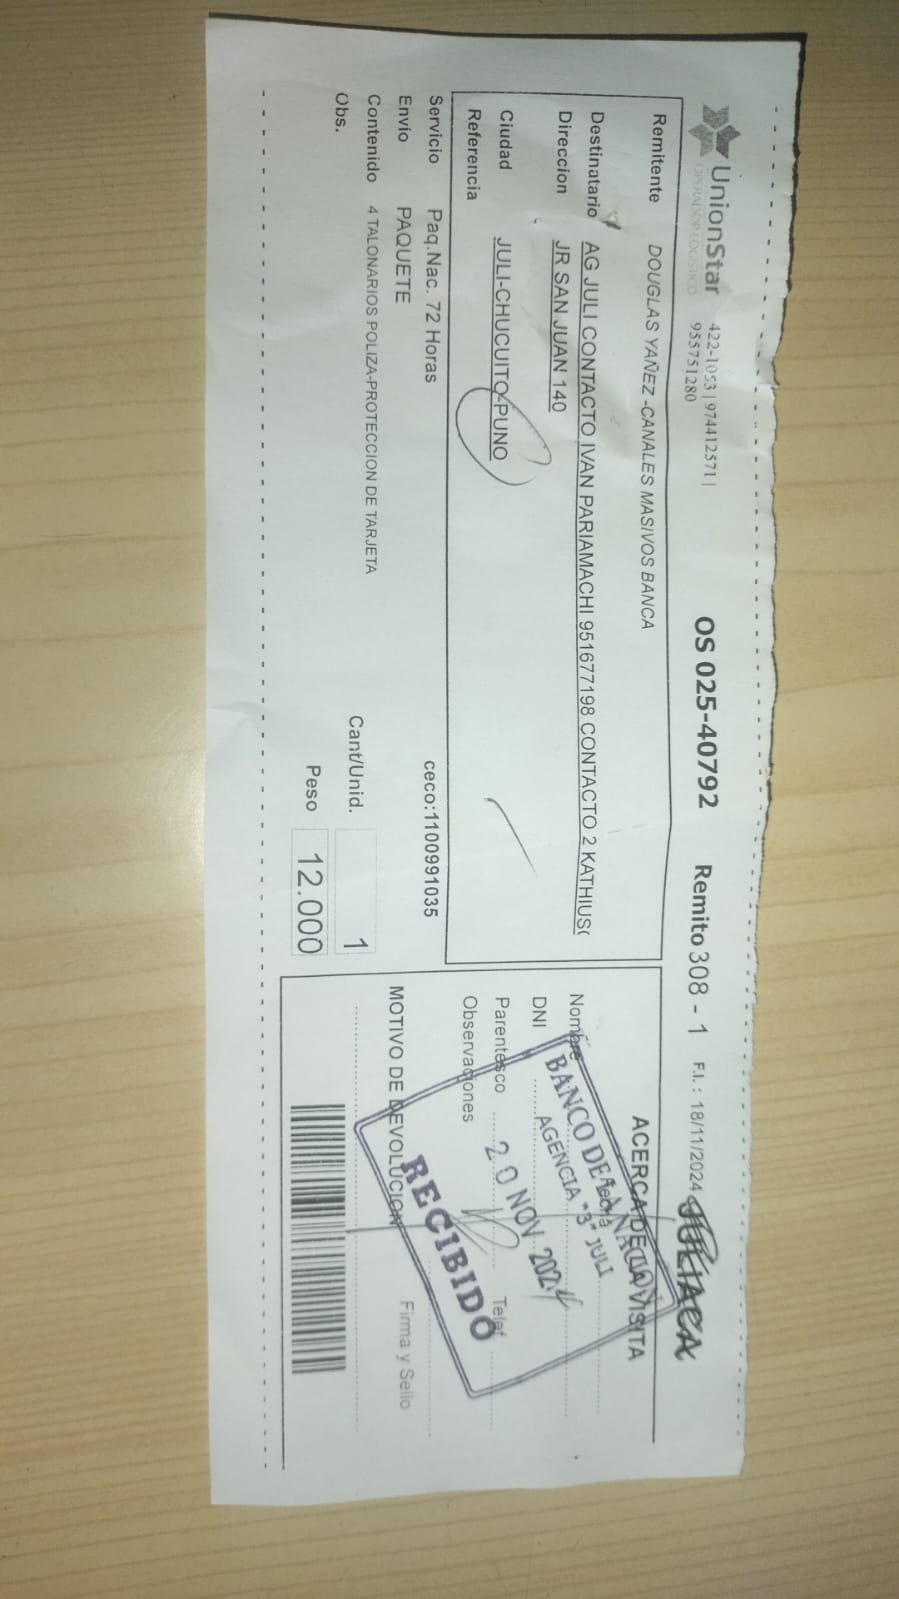 UnionStar
OPERADOR LOGISTICO
422-1053 | 974412571 |
955751280
OS 025-40792
Remito 308 - 1
F.I. : 18/11/2024
JULIACA
Remitente DOUGLAS YAÑEZ -CANALES MASIVOS BANCA
Destinatario AG JULI CONTACTO IVAN PARIAMACHI 951677198 CONTACTO 2 KATHIUS(
Direccion JR SAN JUAN 140
Ciudad JULI-CHUCUITO-PUNO
Referencia
Servicio Paq.Nac. 72 Horas ceco:1100991035
Envio PAQUETE
Contenido 4 TALONARIOS POLIZA-PROTECCION DE TARJETA
Obs.
Cant/Unid. 1
Peso 12.000
ACERCA DE LA VISITA
Fecha
Nombre
DNI
Parentesco
Telef
Observaciones
MOTIVO DE DEVOLUCION
Firma y Sello
BANCO DE LA NACION
AGENCIA "3" JULI
20 NOV 2024
RECIBIDO